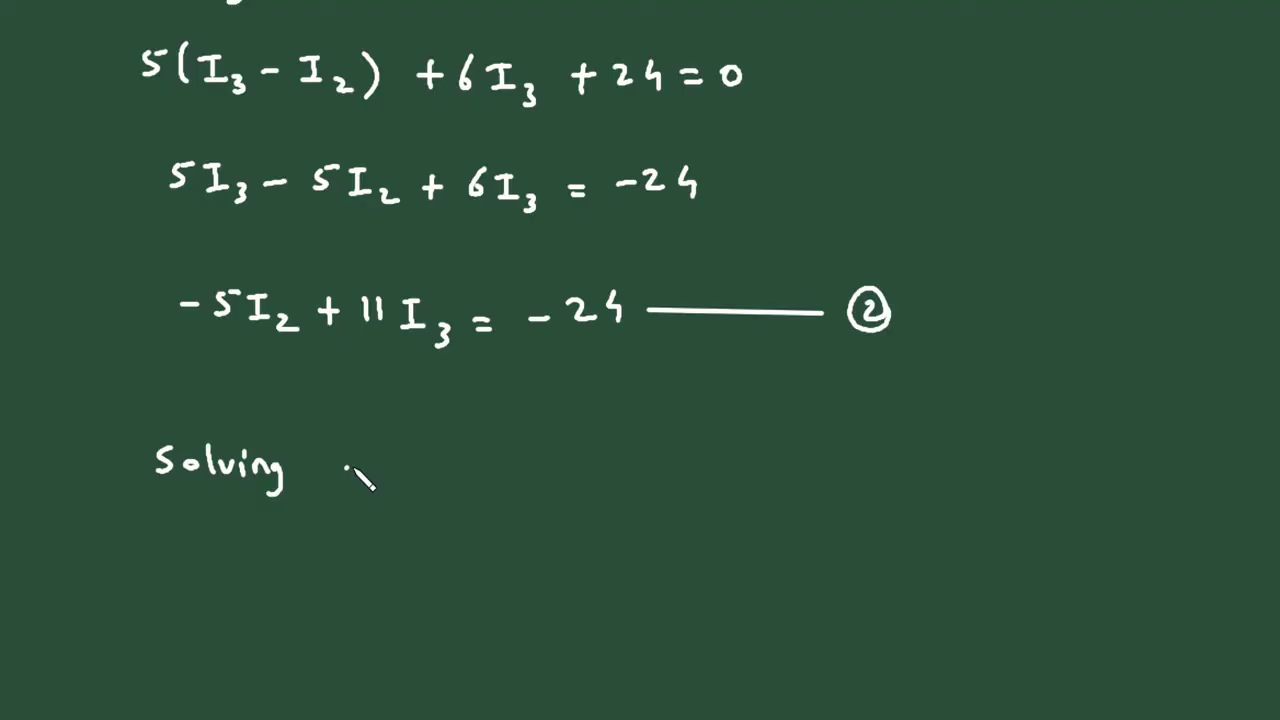 5(I₃ - I₂) + 6I₃ + 24 = 0
5I₃ - 5I₂ + 6I₃ = -24
-5I₂ + 11I₃ = -24 ——— ②
Solving